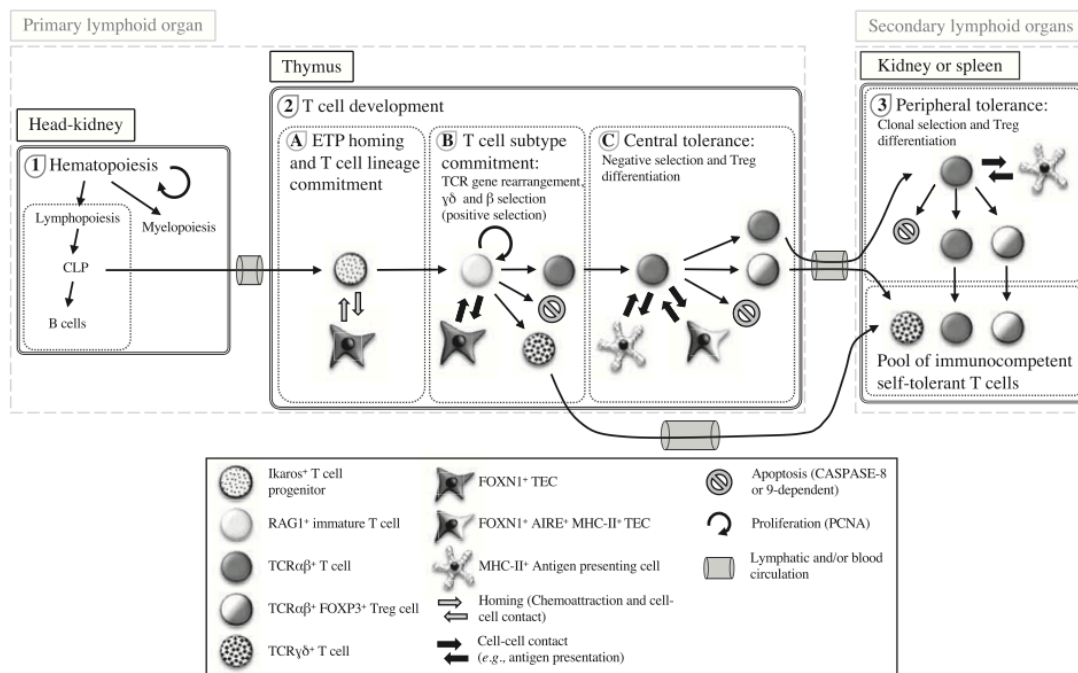 Primary lymphoid organ
Secondary lymphoid organs
Head-kidney
1 Hematopoiesis
Lymphopoiesis
Myelopoiesis
CLP
B cells
Thymus
2 T cell development
A ETP homing
and T cell lineage
commitment
B T cell subtype
commitment:
TCR gene rearrangement,
γδ and β selection
(positive selection)
C Central tolerance:
Negative selection and Treg
differentiation
Kidney or spleen
3 Peripheral tolerance:
Clonal selection and Treg
differentiation
Pool of immunocompetent
self-tolerant T cells
Ikaros⁺ T cell
progenitor
RAG1⁺ immature T cell
TCRαβ⁺ T cell
TCRαβ⁺ FOXP3⁺ Treg cell
TCRγδ⁺ T cell
FOXN1⁺ TEC
FOXN1⁺ AIRE⁺ MHC-II⁺ TEC
MHC-II⁺ Antigen presenting cell
Homing (Chemoattraction and cell-
cell contact)
Cell-cell contact
(e.g., antigen presentation)
Apoptosis (CASPASE-8
or 9-dependent)
Proliferation (PCNA)
Lymphatic and/or blood
circulation